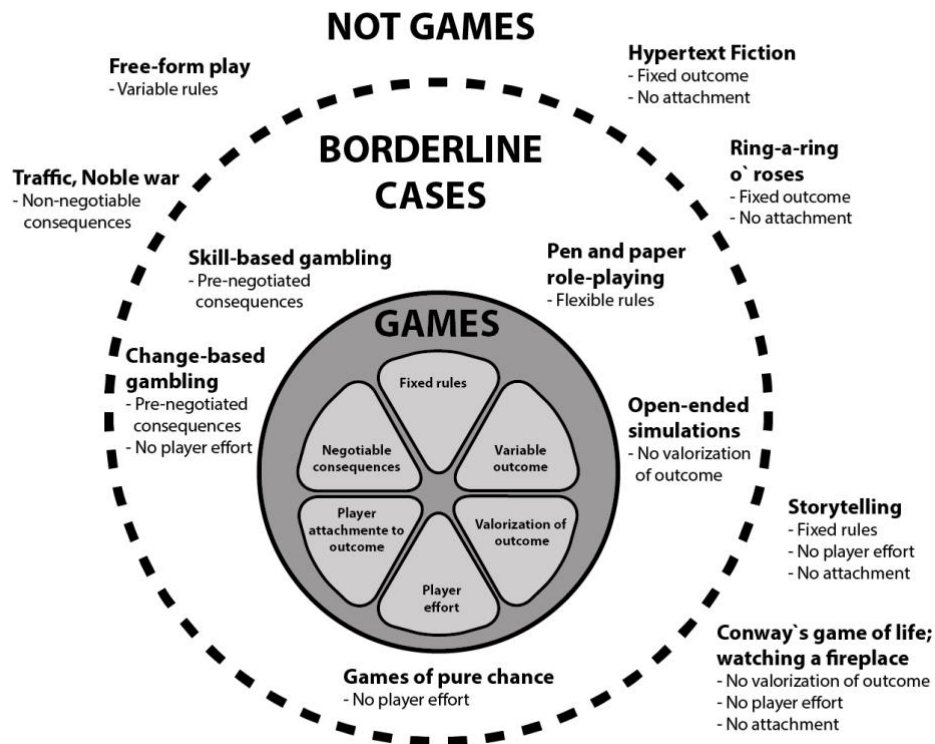 NOT GAMES
Free-form play
- Variable rules
Hypertext Fiction
- Fixed outcome
- No attachment
BORDERLINE
CASES
Ring-a-ring
o` roses
- Fixed outcome
- No attachment
Traffic, Noble war
- Non-negotiable
consequences
Skill-based gambling
- Pre-negotiated
consequences
Pen and paper
role-playing
- Flexible rules
GAMES
Change-based
gambling
- Pre-negotiated
consequences
- No player effort
Fixed rules
Negotiable
consequences
Variable
outcome
Player
attachmente to
outcome
Valorization of
outcome
Player
effort
Open-ended
simulations
- No valorization
of outcome
Storytelling
- Fixed rules
- No player effort
- No attachment
Games of pure chance
- No player effort
Conway`s game of life;
watching a fireplace
- No valorization of outcome
- No player effort
- No attachment